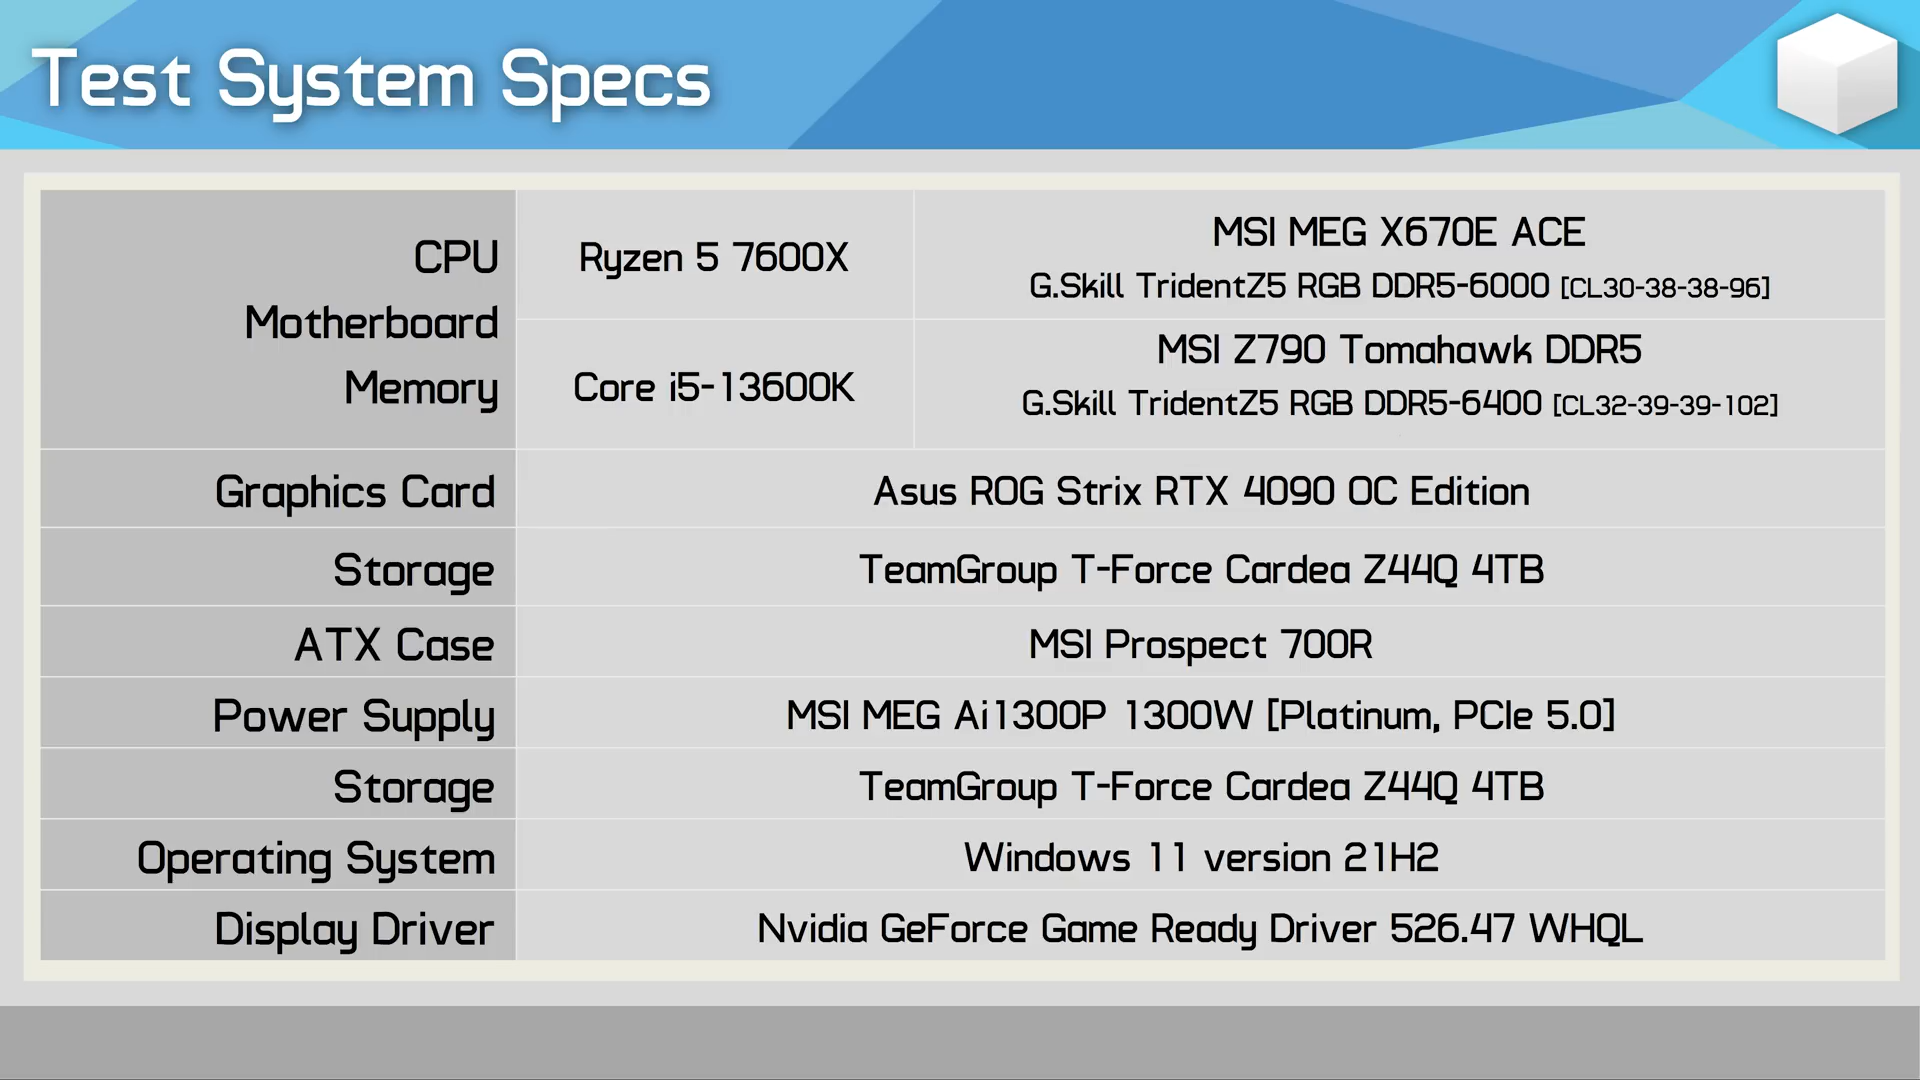 Test System Specs
CPU
Motherboard
Memory
Ryzen 5 7600X
MSI MEG X670E ACE
G.Skill TridentZ5 RGB DDR5-6000 [CL30-38-38-96]
Core i5-13600K
MSI Z790 Tomahawk DDR5
G.Skill TridentZ5 RGB DDR5-6400 [CL32-39-39-102]
Graphics Card
Asus ROG Strix RTX 4090 OC Edition
Storage
TeamGroup T-Force Cardea Z44Q 4TB
ATX Case
MSI Prospect 700R
Power Supply
MSI MEG Ai1300P 1300W [Platinum, PCIe 5.0]
Storage
TeamGroup T-Force Cardea Z44Q 4TB
Operating System
Windows 11 version 21H2
Display Driver
Nvidia GeForce Game Ready Driver 526.47 WHQL